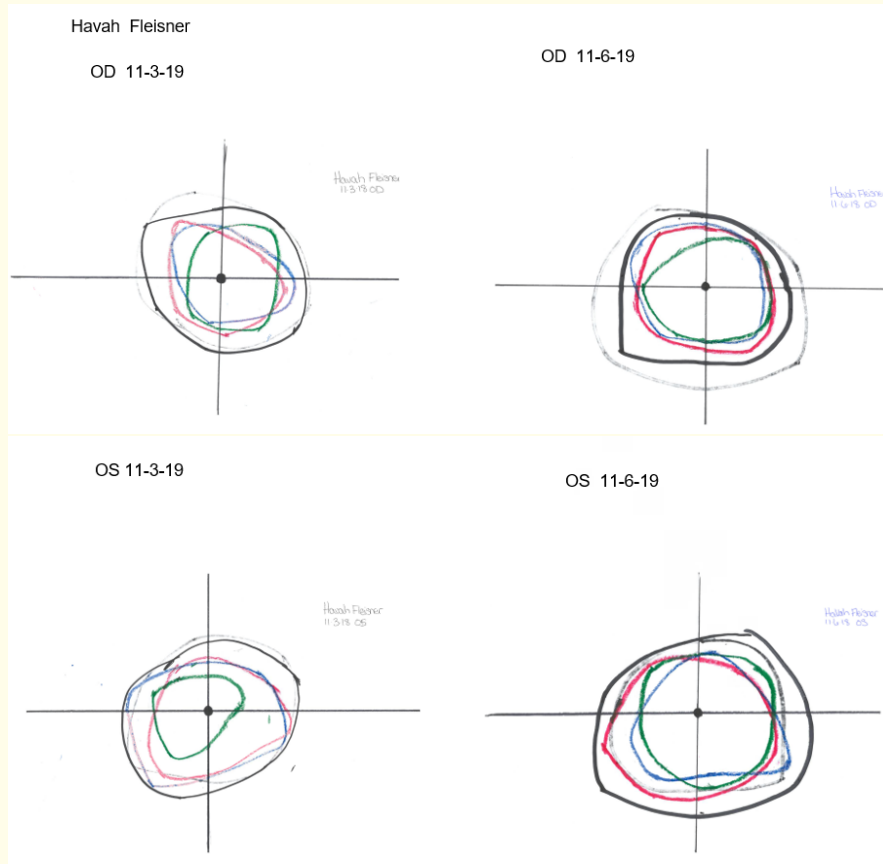 Havah Fleisner
OD 11-3-19
OD 11-6-19
Havah Fleisner
11 3 18 OD
Havah Fleisner
11 6 18 OD
OS 11-3-19
OS 11-6-19
Havah Fleisner
11 3 18 OS
Havah Fleisner
11 6 18 OS